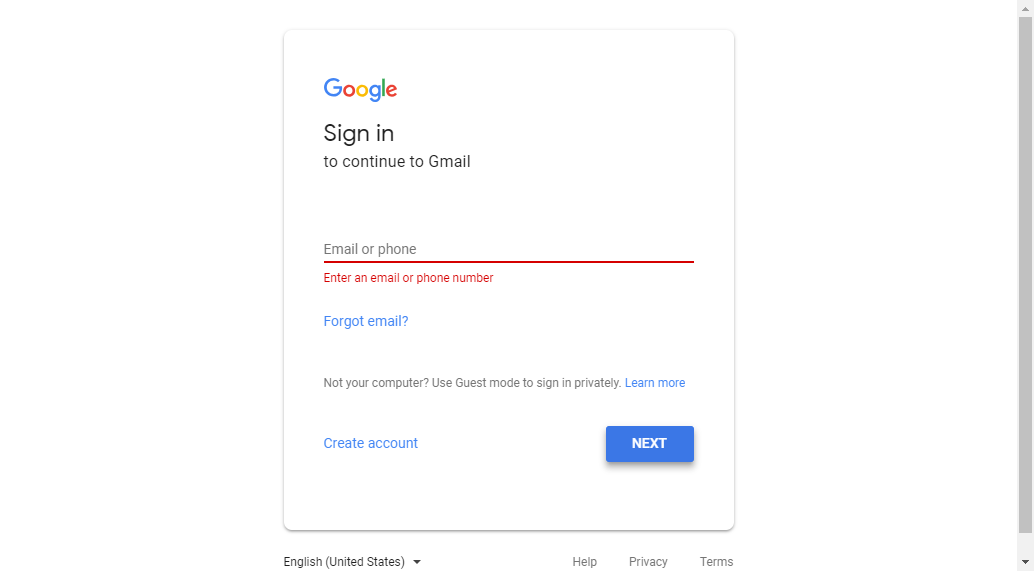 Google
Sign in
to continue to Gmail
Email or phone
Enter an email or phone number
Forgot email?
Not your computer? Use Guest mode to sign in privately. Learn more
Create account
NEXT
English (United States)
Help
Privacy
Terms